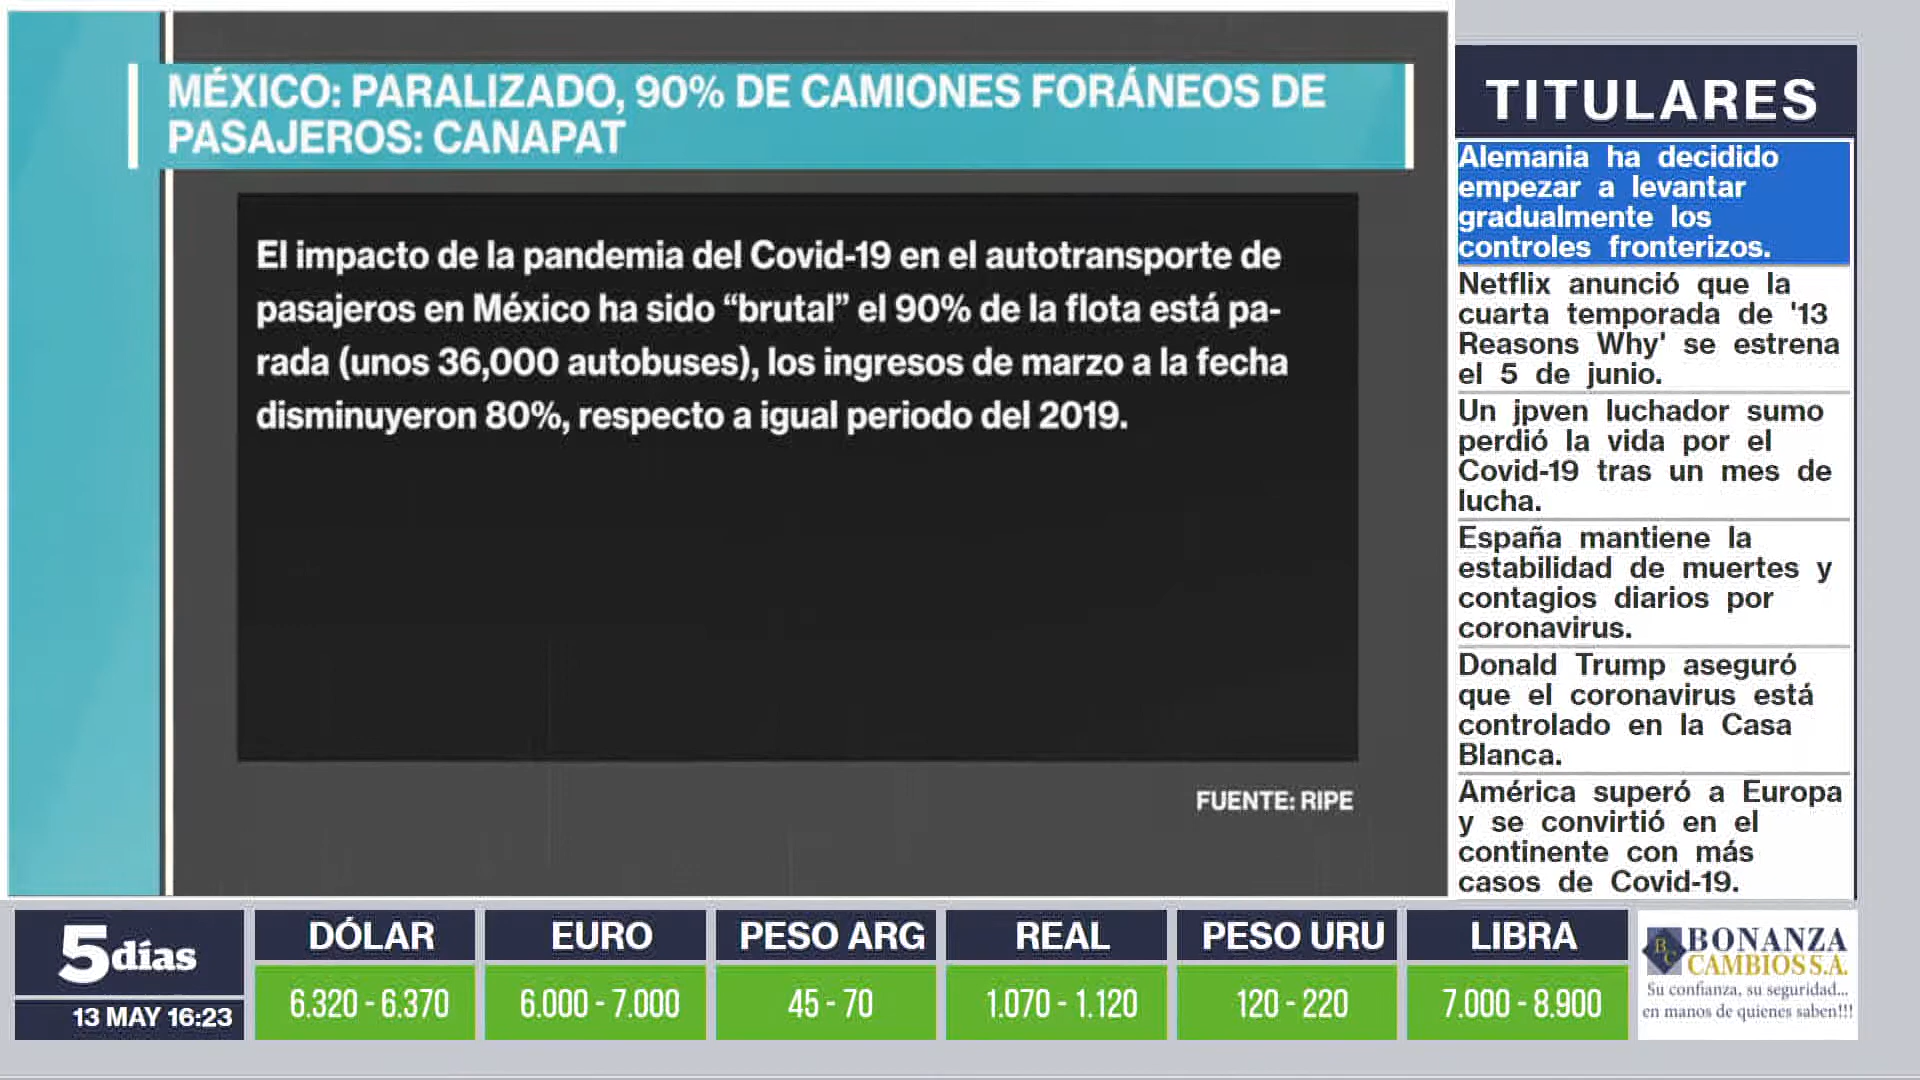 MÉXICO: PARALIZADO, 90% DE CAMIONES FORÁNEOS DE
PASAJEROS: CANAPAT
El impacto de la pandemia del Covid-19 en el autotransporte de
pasajeros en México ha sido “brutal” el 90% de la flota está pa-
rada (unos 36,000 autobuses), los ingresos de marzo a la fecha
disminuyeron 80%, respecto a igual periodo del 2019.
FUENTE: RIPE
TITULARES
Alemania ha decidido
empezar a levantar
gradualmente los
controles fronterizos.
Netflix anunció que la
cuarta temporada de '13
Reasons Why' se estrena
el 5 de junio.
Un jpven luchador sumo
perdió la vida por el
Covid-19 tras un mes de
lucha.
España mantiene la
estabilidad de muertes y
contagios diarios por
coronavirus.
Donald Trump aseguró
que el coronavirus está
controlado en la Casa
Blanca.
América superó a Europa
y se convirtió en el
continente con más
casos de Covid-19.
5días
13 MAY 16:23
DÓLAR
6.320 - 6.370
EURO
6.000 - 7.000
PESO ARG
45 - 70
REAL
1.070 - 1.120
PESO URU
120 - 220
LIBRA
7.000 - 8.900
BC
BONANZA
CAMBIOS S.A.
Su confianza, su seguridad...
en manos de quienes saben!!!